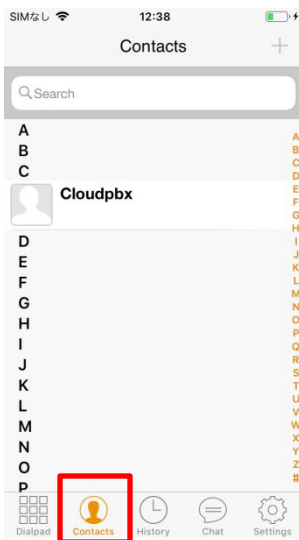 SIMなし 12:38
Contacts
Search
A
B
C
Cloudpbx
D
E
F
G
H
I
J
K
L
M
N
O
P
A
B
C
D
E
F
G
H
I
J
K
L
M
N
O
P
Q
R
S
T
U
V
W
X
Y
Z
#
Dialpad Contacts History Chat Settings